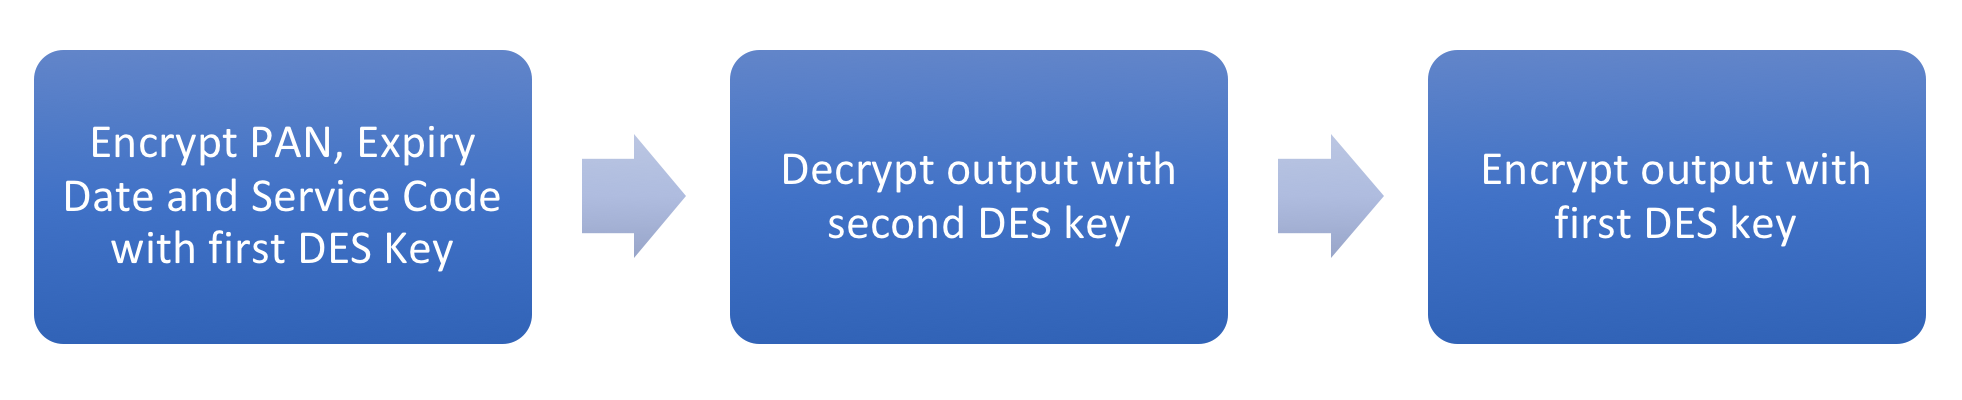 Encrypt PAN, Expiry
Date and Service Code
with first DES Key
Decrypt output with
second DES key
Encrypt output with
first DES key